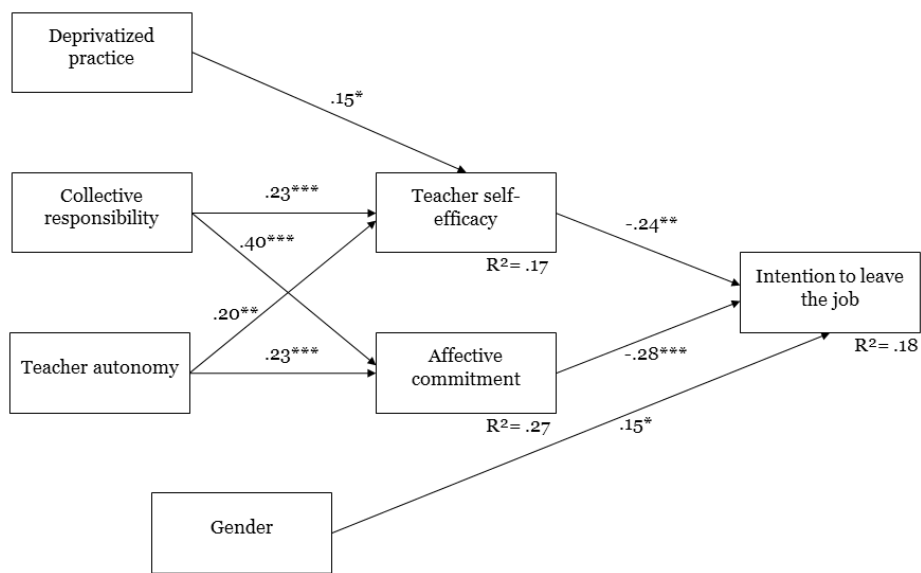 Deprivatized
practice
.15*
Collective
responsibility
.23***
Teacher self-
efficacy
-.24**
.40***
R²= .17
Intention to leave
the job
.20**
Teacher autonomy
.23***
Affective
commitment
-.28***
R²= .18
R²= .27
.15*
Gender